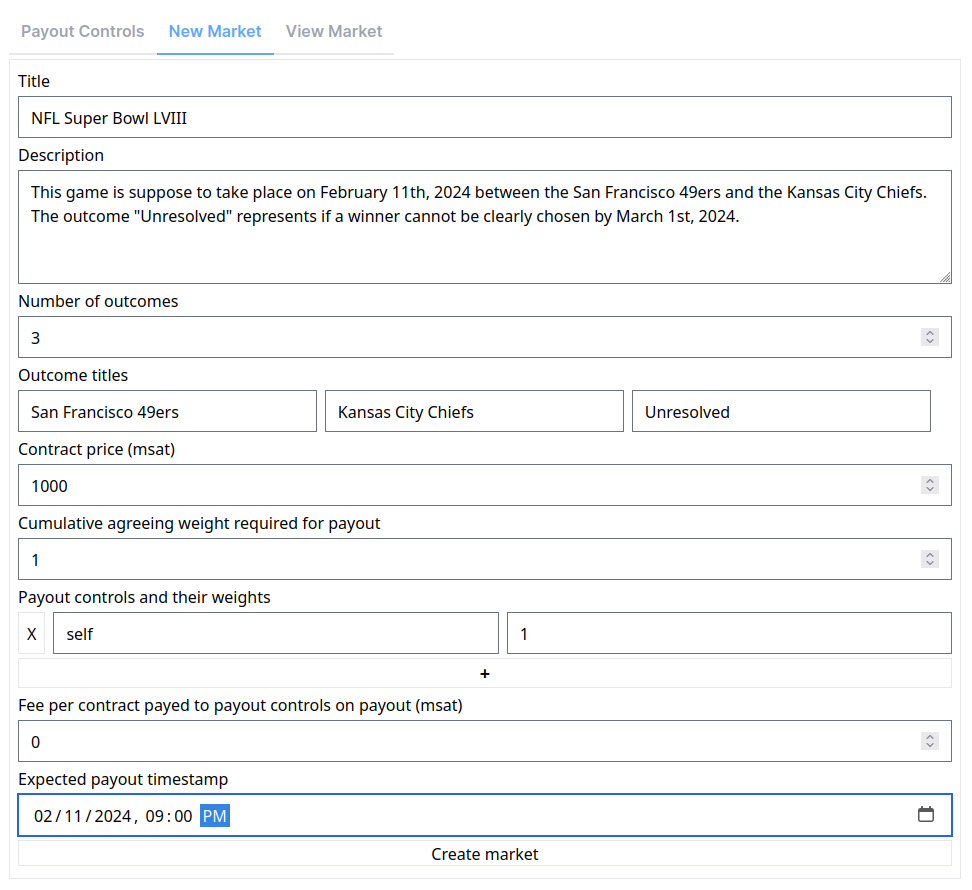 Payout Controls New Market View Market
Title
NFL Super Bowl LVIII
Description
This game is suppose to take place on February 11th, 2024 between the San Francisco 49ers and the Kansas City Chiefs.
The outcome "Unresolved" represents if a winner cannot be clearly chosen by March 1st, 2024.
Number of outcomes
3
Outcome titles
San Francisco 49ers Kansas City Chiefs Unresolved
Contract price (msat)
1000
Cumulative agreeing weight required for payout
1
Payout controls and their weights
X self 1
+
Fee per contract payed to payout controls on payout (msat)
0
Expected payout timestamp
02/11/2024, 09:00 PM
Create market